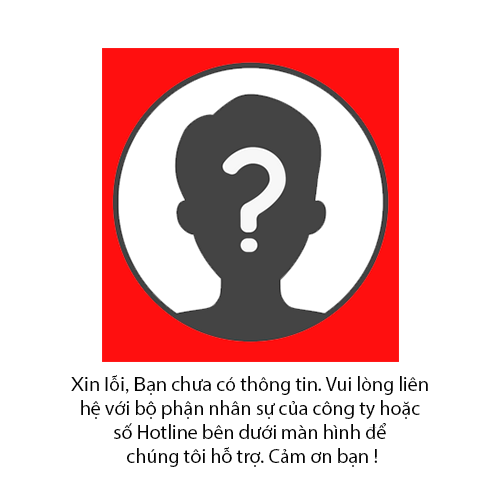 ?
Xin lỗi, Bạn chưa có thông tin. Vui lòng liên
hệ với bộ phận nhân sự của công ty hoặc
số Hotline bên dưới màn hình dể
chúng tôi hỗ trợ. Cảm ơn bạn !